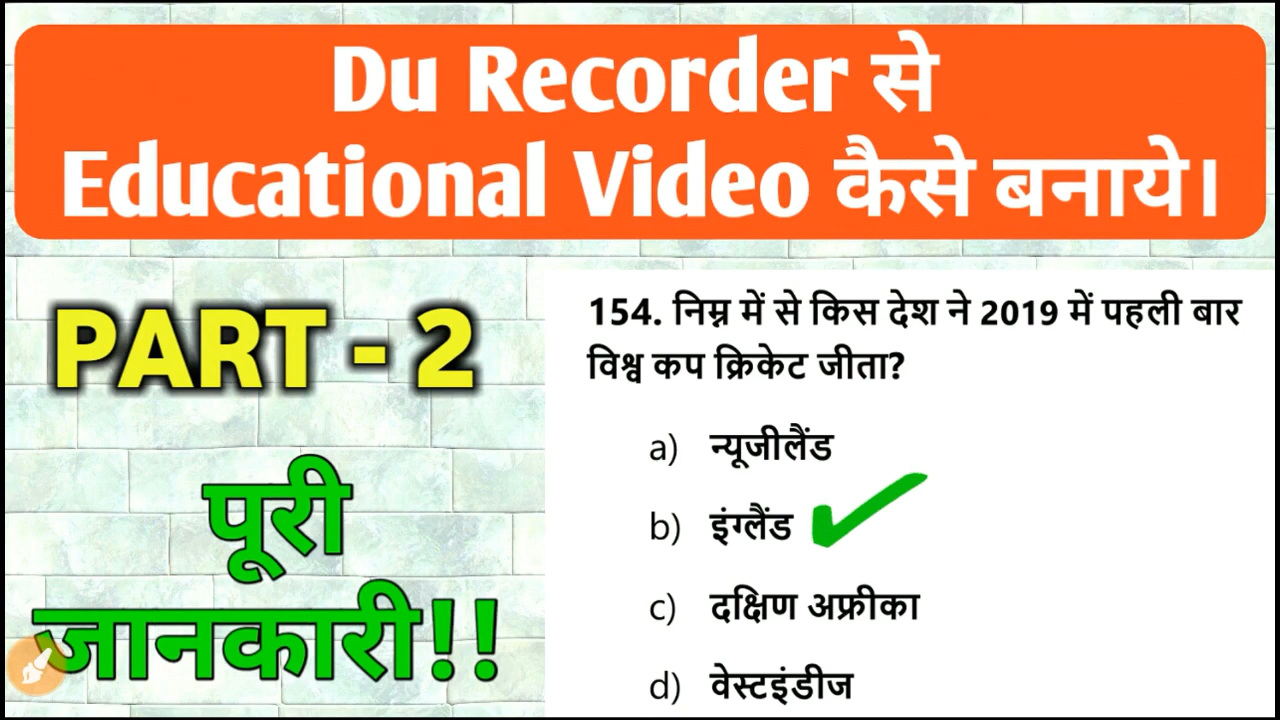 Du Recorder से
Educational Video कैसे बनाये।
PART - 2
पूरी
जानकारी!!
154. निम्न में से किस देश ने 2019 में पहली बार
विश्व कप क्रिकेट जीता?
a) न्यूजीलैंड
b) इंग्लैंड
c) दक्षिण अफ्रीका
d) वेस्टइंडीज